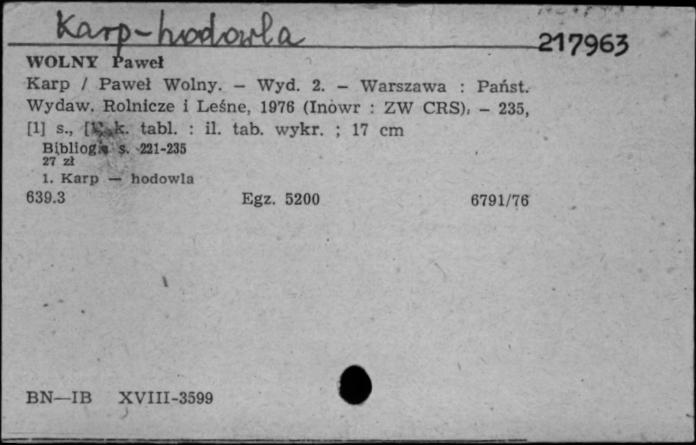 Karp-hodowla
217963
WOLNY Paweł
Karp / Paweł Wolny. — Wyd. 2. — Warszawa : Państ.
Wydaw. Rolnicze i Leśne, 1976 (Inowr : ZW CRS). — 235,
[1] s., k. tabl. : il. tab. wykr. ; 17 cm
Bibliogr. s. 221-235
27 zł
1. Karp — hodowla
639.3 Egz. 5200 6791/76
BN—IB XVIII-3599